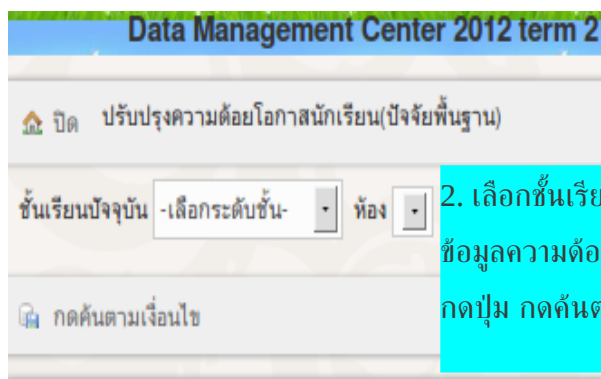 Data Management Center 2012 term 2
ปิด ปรับปรุงความด้อยโอกาสนักเรียน(ปัจจัยพื้นฐาน)
ชั้นเรียนปัจจุบัน -เลือกระดับชั้น- ห้อง
2. เลือกชั้นเรีย
ข้อมูลความด้อ
กดปุ่ม กดค้นต
กดค้นตามเงื่อนไข